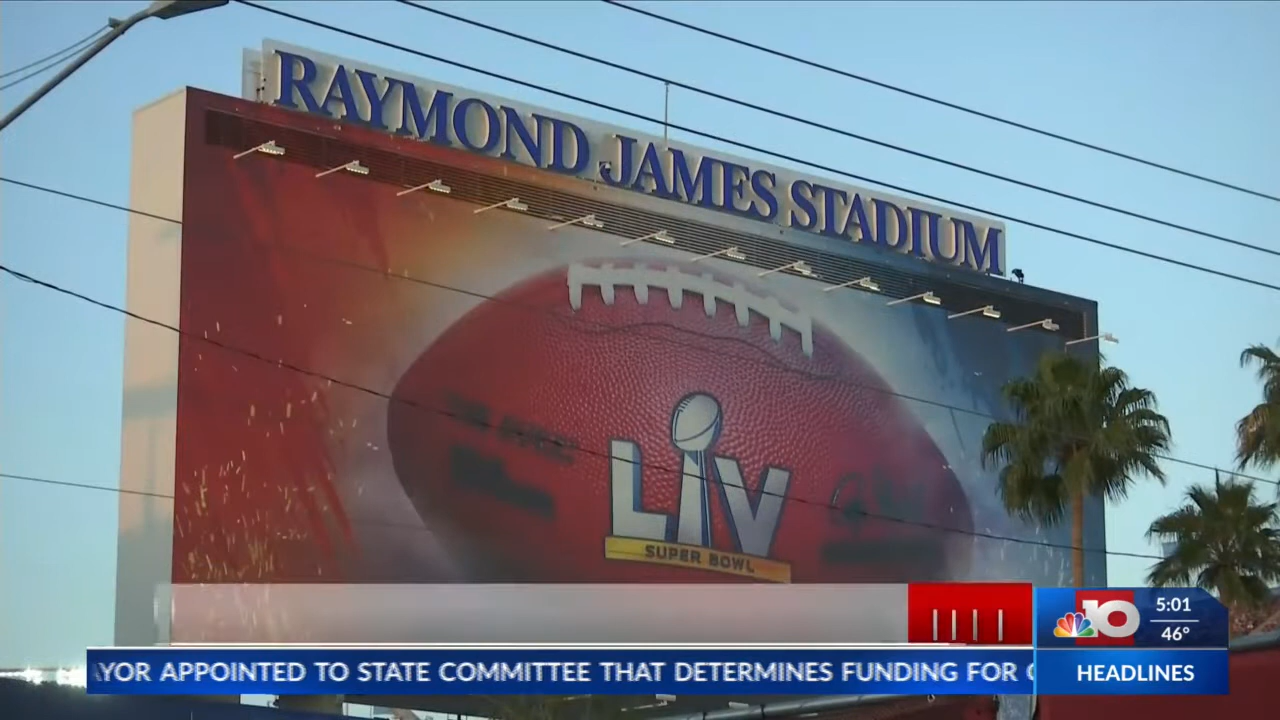 RAYMOND JAMES STADIUM
LIV
SUPER BOWL
10
5:01
46°
YOR APPOINTED TO STATE COMMITTEE THAT DETERMINES FUNDING FOR
HEADLINES